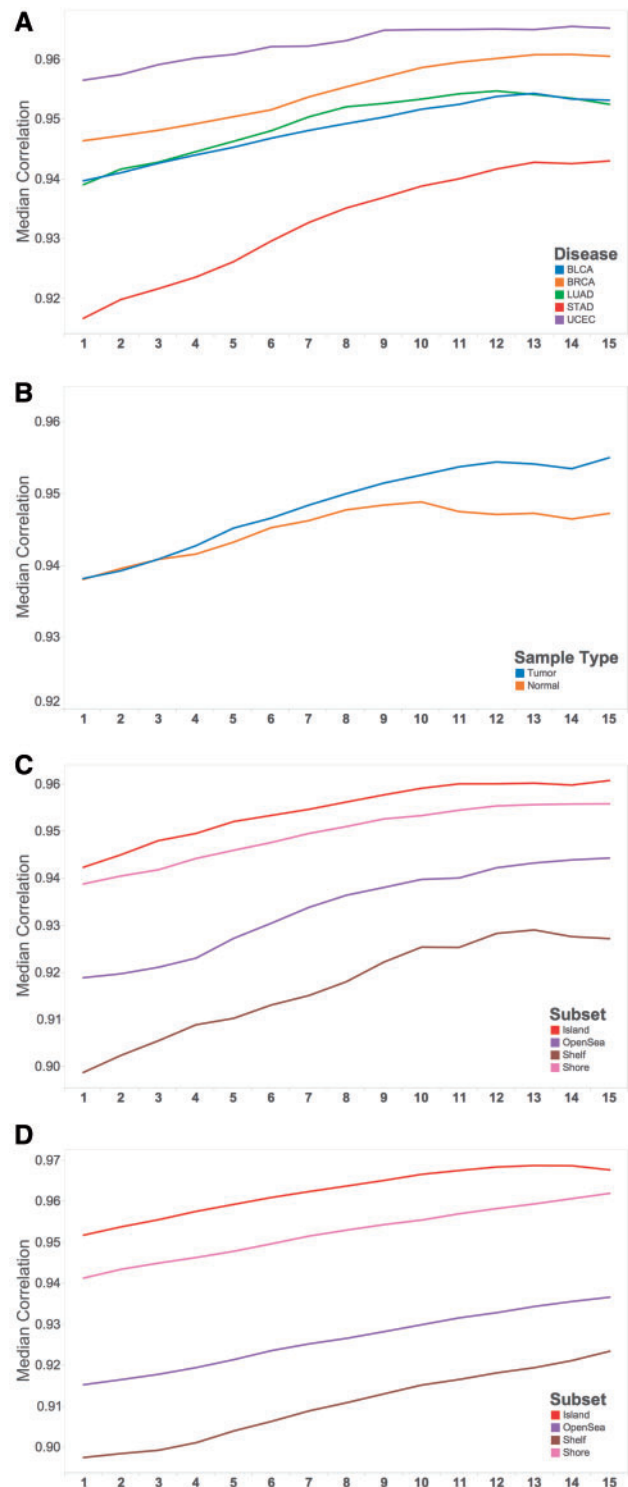 A
0.96
0.95
0.94
0.93
0.92
Median Correlation
Disease
BLCA
BRCA
LUAD
STAD
UCEC
1 2 3 4 5 6 7 8 9 10 11 12 13 14 15
B
0.96
0.95
0.94
0.93
0.92
Median Correlation
Sample Type
Tumor
Normal
1 2 3 4 5 6 7 8 9 10 11 12 13 14 15
C
0.96
0.95
0.94
0.93
0.92
0.91
0.90
Median Correlation
Subset
Island
OpenSea
Shelf
Shore
1 2 3 4 5 6 7 8 9 10 11 12 13 14 15
D
0.97
0.96
0.95
0.94
0.93
0.92
0.91
0.90
Median Correlation
Subset
Island
OpenSea
Shelf
Shore
1 2 3 4 5 6 7 8 9 10 11 12 13 14 15